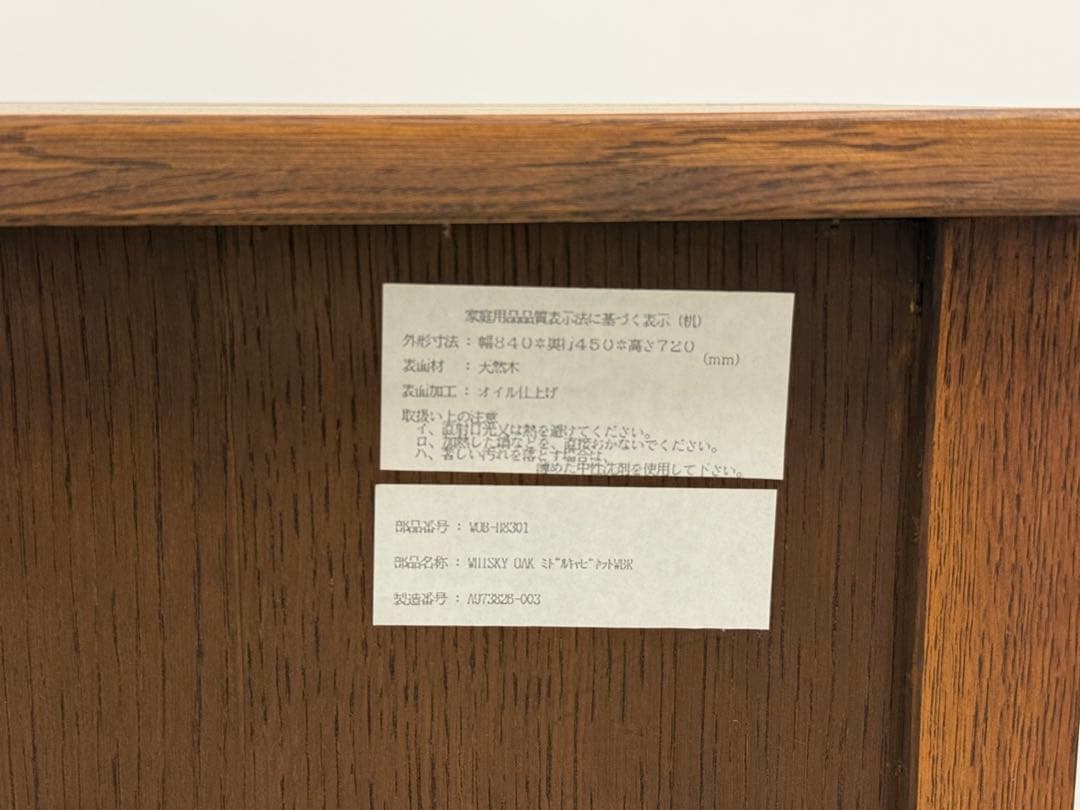 家庭用品品質表示法に基づく表示（机）
外形寸法：幅８４０＊奥行４５０＊高さ７２０
(mm)
表面材　：天然木
表面加工：オイル仕上げ
取扱い上の注意
イ、直射日光又は熱を避けてください。
ロ、加熱した鍋などを、直接おかないでください。
ハ、著しい汚れを落とす場合は、
薄めた中性洗剤を使用して下さい。
部品番号：WOB-H8301
部品名称：WHISKY OAK ﾐﾄﾞﾙｷｬﾋﾞﾈｯﾄWBR
製造番号：A973826-003